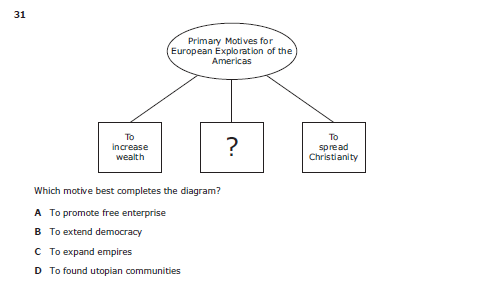 31
Primary Motives for
European Exploration of the
Americas
To
increase
wealth
?
To
spread
Christianity
Which motive best completes the diagram?
A To promote free enterprise
B To extend democracy
C To expand empires
D To found utopian communities